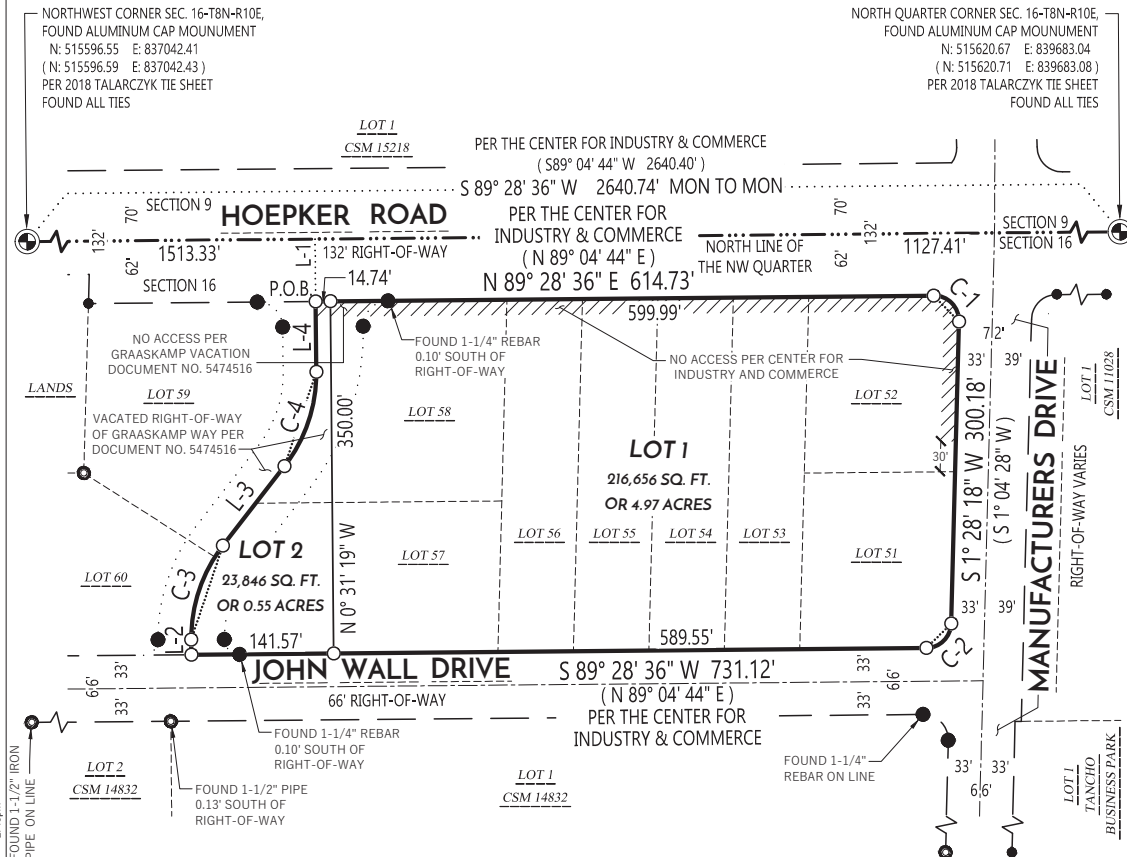 NORTHWEST CORNER SEC. 16-T8N-R10E,
FOUND ALUMINUM CAP MOUNUMENT
N: 515596.55 E: 837042.41
( N: 515596.59 E: 837042.43 )
PER 2018 TALARCZYK TIE SHEET
FOUND ALL TIES
NORTH QUARTER CORNER SEC. 16-T8N-R10E,
FOUND ALUMINUM CAP MOUNUMENT
N: 515620.67 E: 839683.04
( N: 515620.71 E: 839683.08 )
PER 2018 TALARCZYK TIE SHEET
FOUND ALL TIES
LOT 1
CSM 15218
PER THE CENTER FOR INDUSTRY & COMMERCE
( S89° 04' 44" W 2640.40' )
S 89° 28' 36" W 2640.74' MON TO MON
SECTION 9
70'
132'
62'
HOEPKER ROAD
PER THE CENTER FOR
INDUSTRY & COMMERCE
( N 89° 04' 44" E )
N 89° 28' 36" E 614.73'
70'
132'
62'
SECTION 9
SECTION 16
1513.33'
L-1
132' RIGHT-OF-WAY
NORTH LINE OF
THE NW QUARTER
1127.41'
SECTION 16
P.O.B.
14.74'
599.99'
C-1
NO ACCESS PER
GRAASKAMP VACATION
DOCUMENT NO. 5474516
L-4
FOUND 1-1/4" REBAR
0.10' SOUTH OF
RIGHT-OF-WAY
NO ACCESS PER CENTER FOR
INDUSTRY AND COMMERCE
72'
33'
39'
LANDS
LOT 59
VACATED RIGHT-OF-WAY
OF GRAASKAMP WAY PER
DOCUMENT NO. 5474516
C-4
350.00'
LOT 58
LOT 52
LOT 1
216,656 SQ. FT.
OR 4.97 ACRES
30'
S 1° 28' 18" W 300.18'
( S 1° 04' 28" W )
MANUFACTURERS DRIVE
RIGHT-OF-WAY VARIES
LOT 1
CSM 11028
L-3
LOT 2
23,846 SQ. FT.
OR 0.55 ACRES
N 0° 31' 19" W
LOT 57
LOT 56
LOT 55
LOT 54
LOT 53
LOT 51
LOT 60
C-3
L-2
33'
39'
C-2
141.57'
589.55'
JOHN WALL DRIVE
S 89° 28' 36" W 731.12'
( N 89° 04' 44" E )
PER THE CENTER FOR
INDUSTRY & COMMERCE
66' RIGHT-OF-WAY
33'
66'
33'
33'
66'
33'
FOUND 1-1/4" REBAR
0.10' SOUTH OF
RIGHT-OF-WAY
FOUND 1-1/4"
REBAR ON LINE
FOUND 1-1/2" IRON
PIPE ON LINE
LOT 2
CSM 14832
FOUND 1-1/2" PIPE
0.13' SOUTH OF
RIGHT-OF-WAY
LOT 1
CSM 14832
33'
33'
66'
LOT 1
TANCHO
BUSINESS PARK